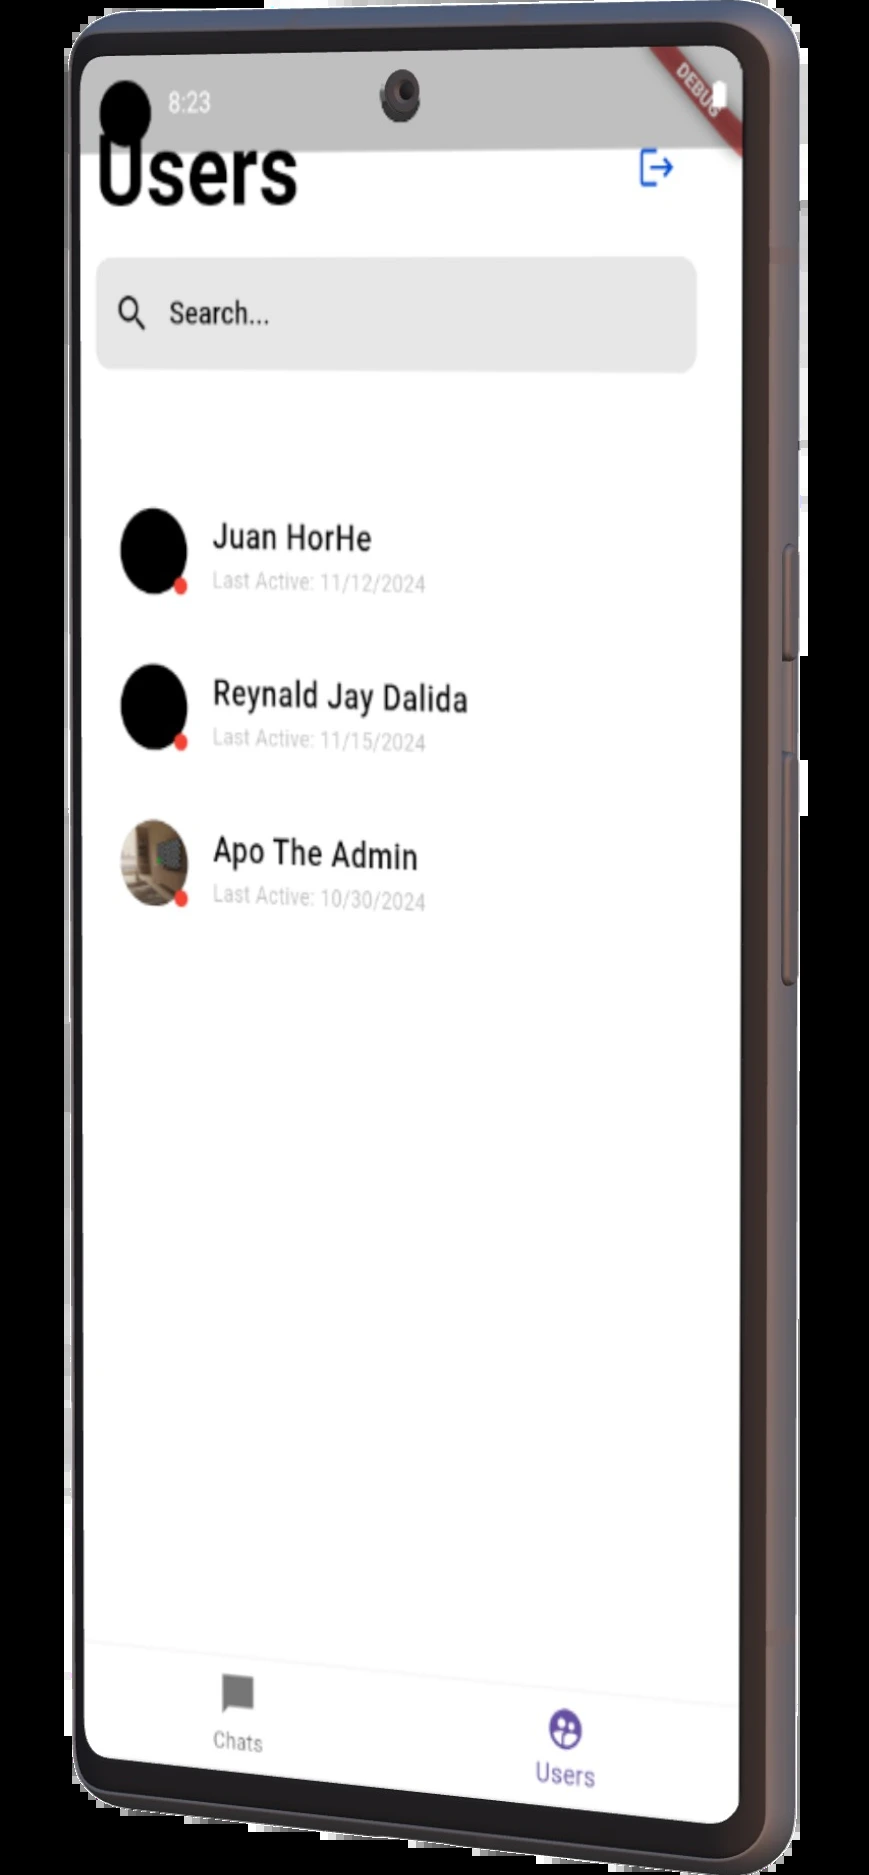 8:23
DEBUG
Users
Search...
Juan HorHe
Last Active: 11/12/2024
Reynald Jay Dalida
Last Active: 11/15/2024
Apo The Admin
Last Active: 10/30/2024
Chats
Users